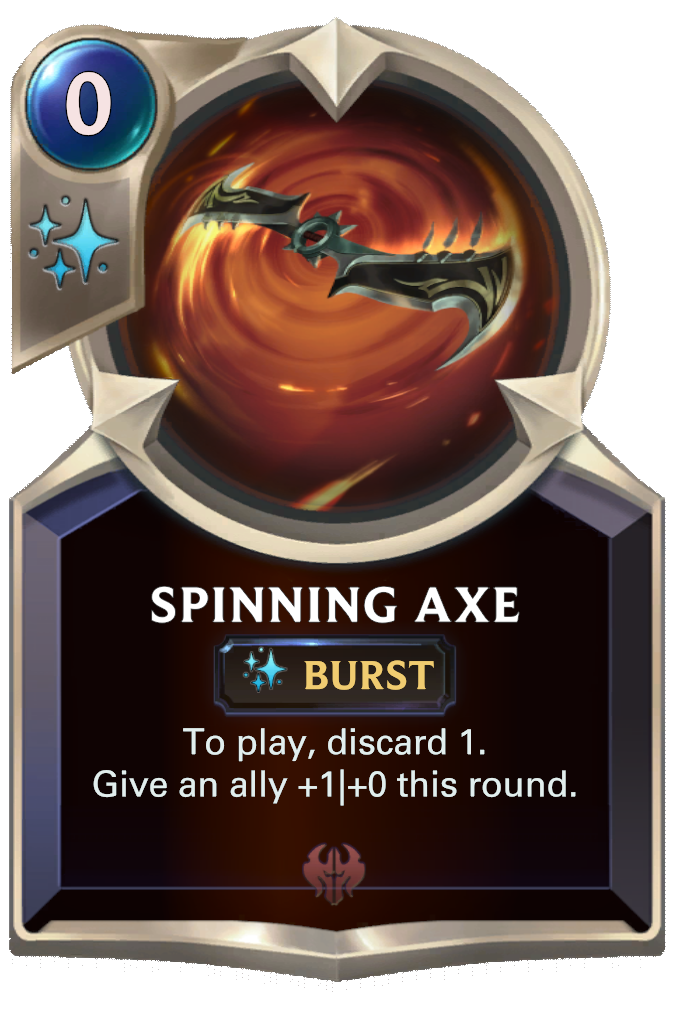 0
SPINNING AXE
BURST
To play, discard 1.
Give an ally +1|+0 this round.